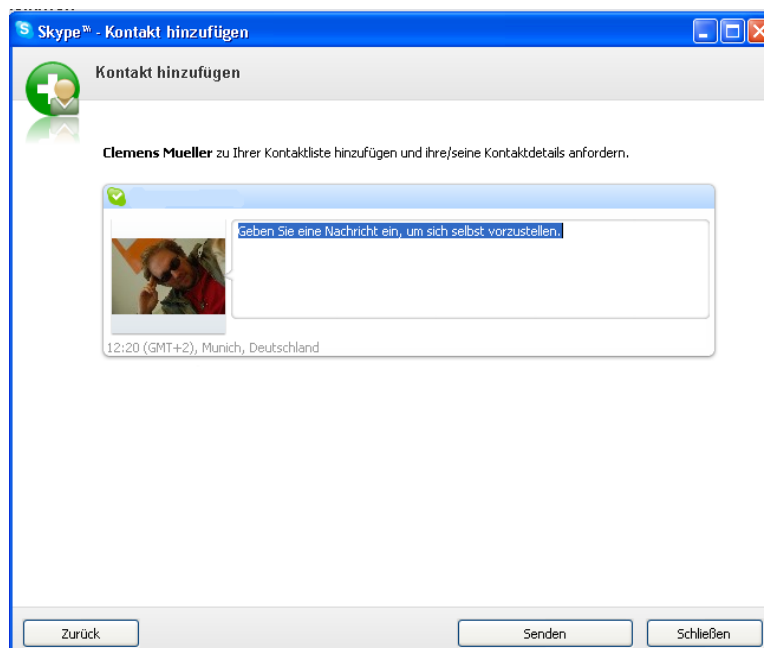 Skype™ - Kontakt hinzufügen
Kontakt hinzufügen
Clemens Mueller zu Ihrer Kontaktliste hinzufügen und ihre/seine Kontaktdetails anfordern.
Geben Sie eine Nachricht ein, um sich selbst vorzustellen.
12:20 (GMT+2), Munich, Deutschland
Zurück
Senden
Schließen